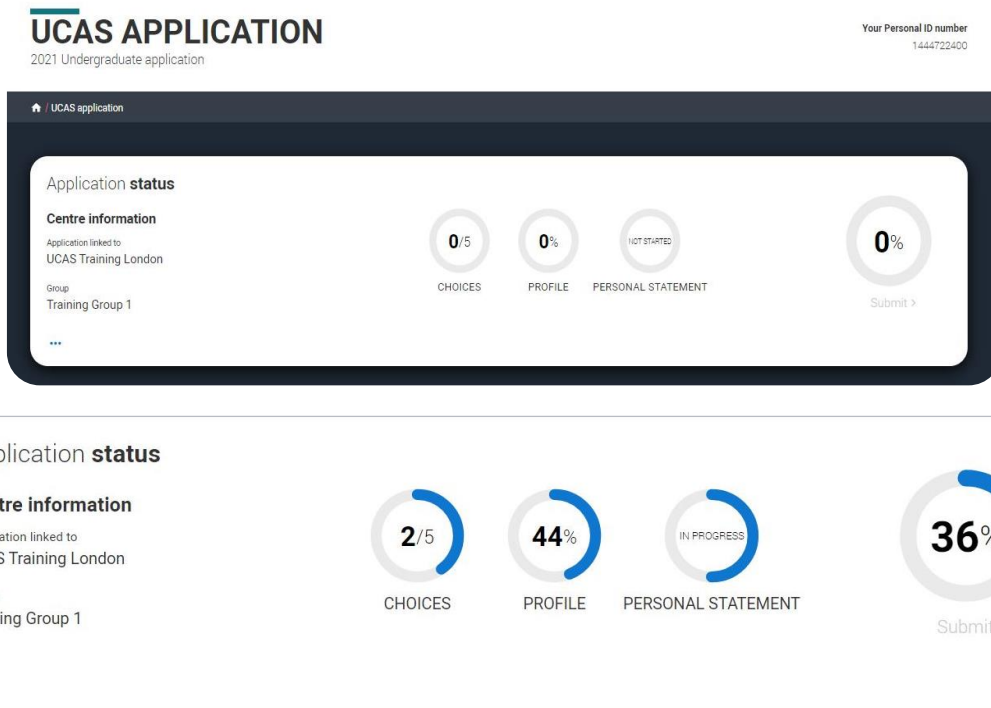 UCAS APPLICATION
2021 Undergraduate application
Your Personal ID number
1444722400
/ UCAS application
Application status
Centre information
Application linked to
UCAS Training London
Group
Training Group 1
...
0/5
CHOICES
0%
PROFILE
NOT STARTED
PERSONAL STATEMENT
0%
Submit >
plication status
tre information
ation linked to
S Training London
ing Group 1
2/5
CHOICES
44%
PROFILE
IN PROGRESS
PERSONAL STATEMENT
36%
Submit